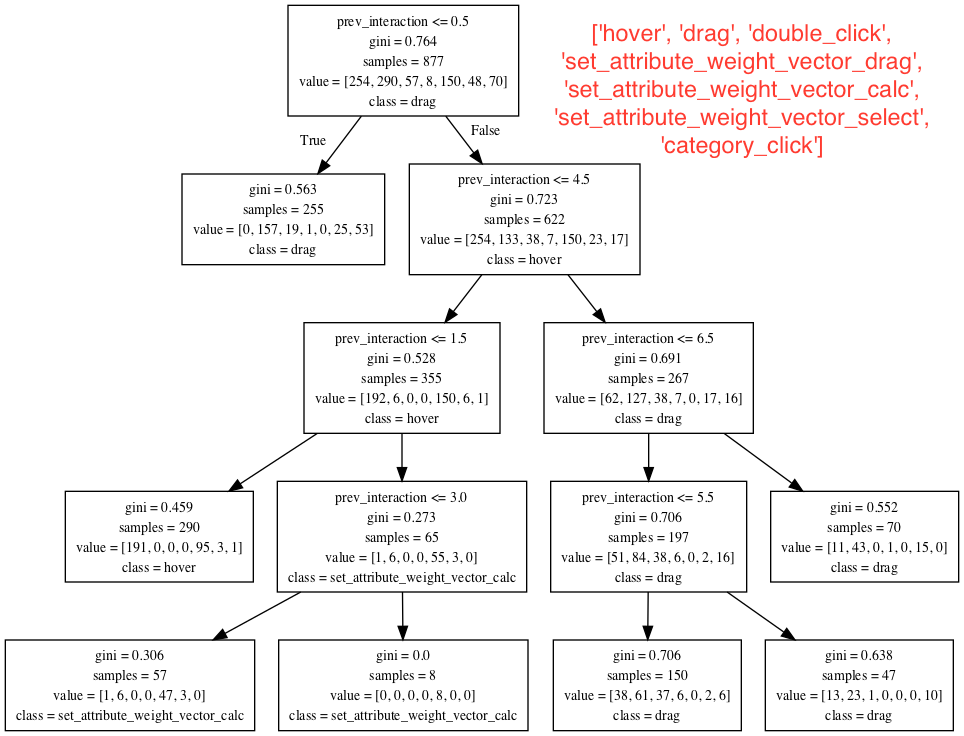 prev_interaction <= 0.5
gini = 0.764
samples = 877
value = [254, 290, 57, 8, 150, 48, 70]
class = drag
['hover', 'drag', 'double_click',
'set_attribute_weight_vector_drag',
'set_attribute_weight_vector_calc',
'set_attribute_weight_vector_select',
'category_click']
True
False
gini = 0.563
samples = 255
value = [0, 157, 19, 1, 0, 25, 53]
class = drag
prev_interaction <= 4.5
gini = 0.723
samples = 622
value = [254, 133, 38, 7, 150, 23, 17]
class = hover
prev_interaction <= 1.5
gini = 0.528
samples = 355
value = [192, 6, 0, 0, 150, 6, 1]
class = hover
prev_interaction <= 6.5
gini = 0.691
samples = 267
value = [62, 127, 38, 7, 0, 17, 16]
class = drag
gini = 0.459
samples = 290
value = [191, 0, 0, 0, 95, 3, 1]
class = hover
prev_interaction <= 3.0
gini = 0.273
samples = 65
value = [1, 6, 0, 0, 55, 3, 0]
class = set_attribute_weight_vector_calc
prev_interaction <= 5.5
gini = 0.706
samples = 197
value = [51, 84, 38, 6, 0, 2, 16]
class = drag
gini = 0.552
samples = 70
value = [11, 43, 0, 1, 0, 15, 0]
class = drag
gini = 0.306
samples = 57
value = [1, 6, 0, 0, 47, 3, 0]
class = set_attribute_weight_vector_calc
gini = 0.0
samples = 8
value = [0, 0, 0, 0, 8, 0, 0]
class = set_attribute_weight_vector_calc
gini = 0.706
samples = 150
value = [38, 61, 37, 6, 0, 2, 6]
class = drag
gini = 0.638
samples = 47
value = [13, 23, 1, 0, 0, 0, 10]
class = drag